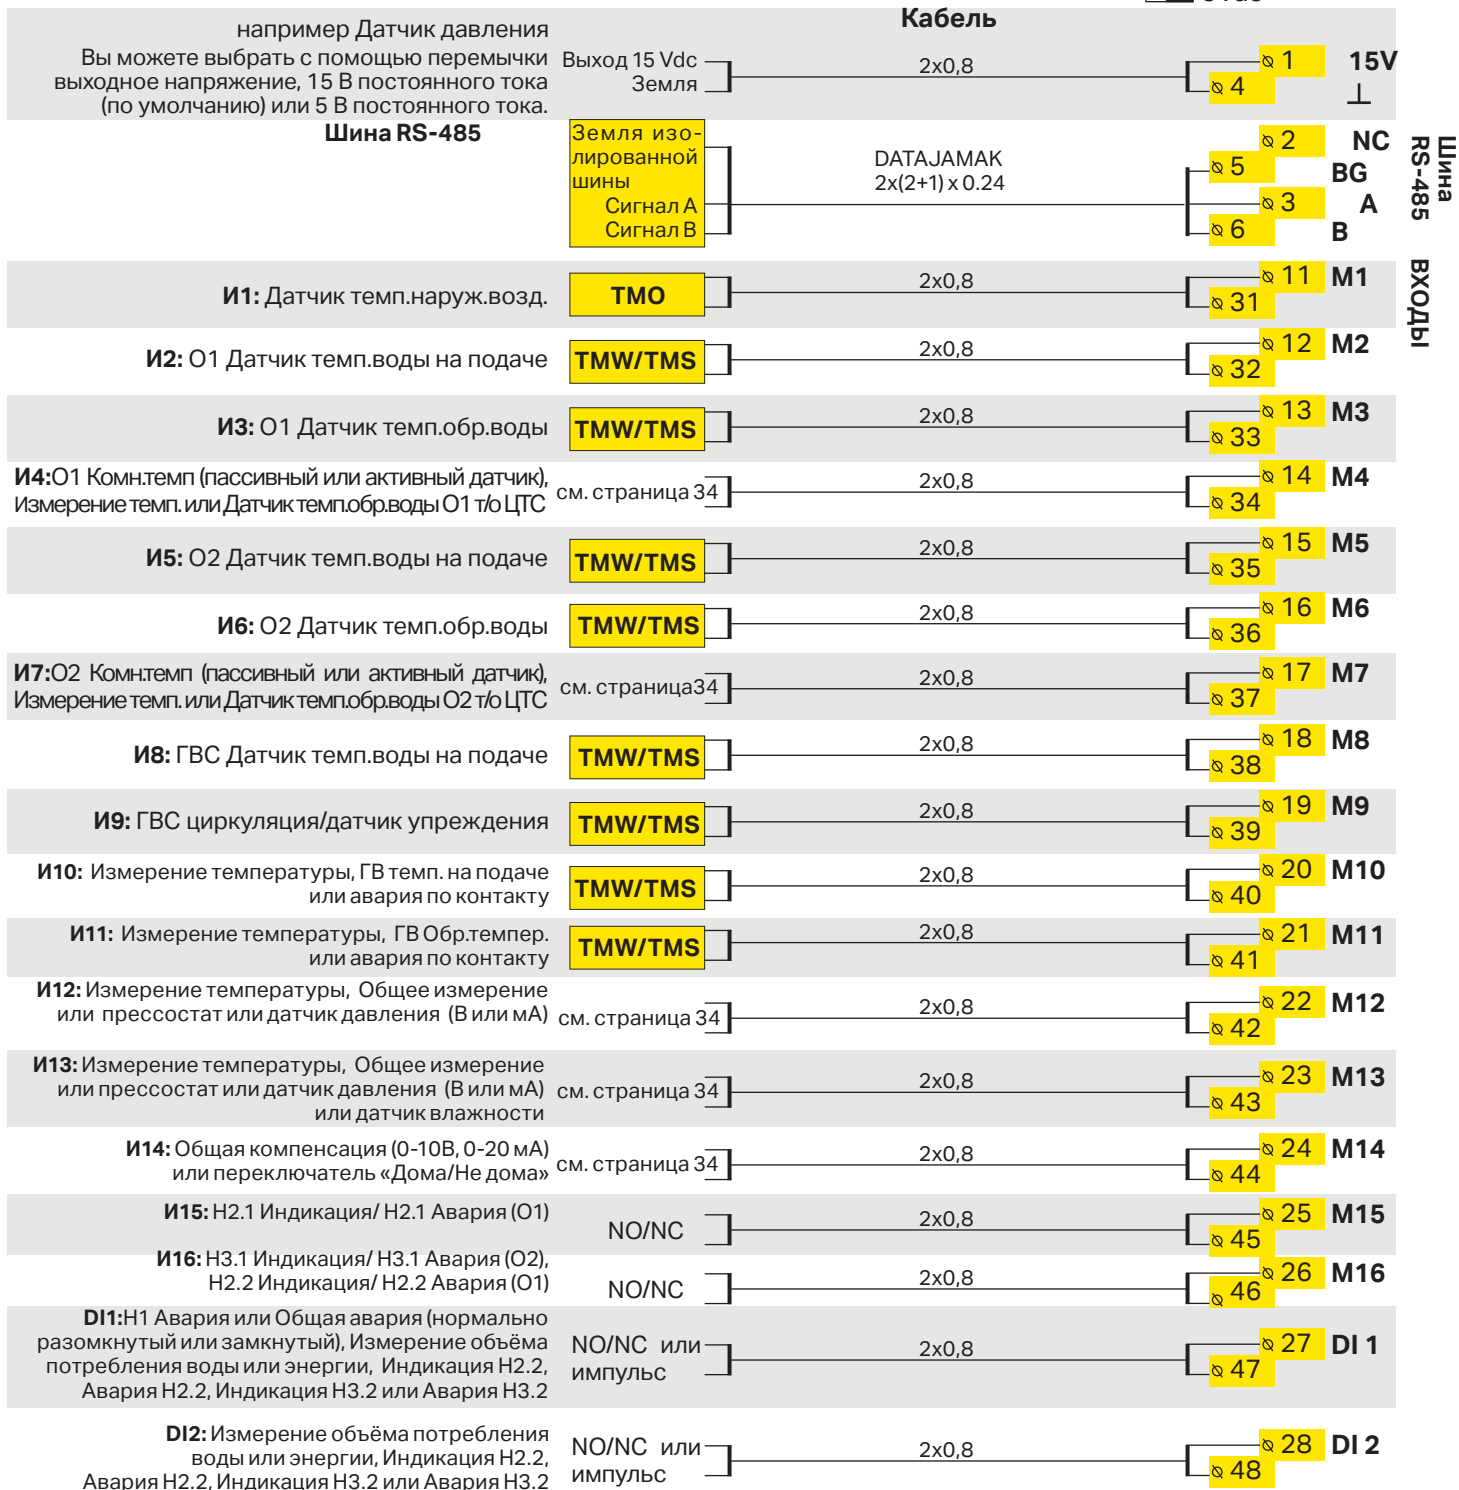 Кабель
например Датчик давления
Вы можете выбрать с помощью перемычки
выходное напряжение, 15 В постоянного тока
(по умолчанию) или 5 В постоянного тока.
Выход 15 Vdc
Земля
2x0,8
1
4
15V
⊥
Шина RS-485
Земля изо-
лированной
шины
Сигнал A
Сигнал B
DATAJAMAK
2x(2+1) x 0.24
2
5
3
6
NC
BG
A
B
Шина
RS-485
ВХОДЫ
И1: Датчик темп.наруж.возд.
TMO
2x0,8
11
31
M1
И2: О1 Датчик темп.воды на подаче
TMW/TMS
2x0,8
12
32
M2
И3: О1 Датчик темп.обр.воды
TMW/TMS
2x0,8
13
33
M3
И4:О1 Комн.темп (пассивный или активный датчик),
Измерение темп. или Датчик темп.обр.воды О1 т/о ЦТС
см. страница 34
2x0,8
14
34
M4
И5: О2 Датчик темп.воды на подаче
TMW/TMS
2x0,8
15
35
M5
И6: О2 Датчик темп.обр.воды
TMW/TMS
2x0,8
16
36
M6
И7:О2 Комн.темп (пассивный или активный датчик),
Измерение темп. или Датчик темп.обр.воды О2 т/о ЦТС
см. страница34
2x0,8
17
37
M7
И8: ГВС Датчик темп.воды на подаче
TMW/TMS
2x0,8
18
38
M8
И9: ГВС циркуляция/датчик упреждения
TMW/TMS
2x0,8
19
39
M9
И10: Измерение температуры, ГВ темп. на подаче
или авария по контакту
TMW/TMS
2x0,8
20
40
M10
И11: Измерение температуры, ГВ Обр.темпер.
или авария по контакту
TMW/TMS
2x0,8
21
41
M11
И12: Измерение температуры, Общее измерение
или прессостат или датчик давления (В или мА)
см. страница 34
2x0,8
22
42
M12
И13: Измерение температуры, Общее измерение
или прессостат или датчик давления (В или мА)
или датчик влажности
см. страница 34
2x0,8
23
43
M13
И14: Общая компенсация (0-10В, 0-20 мА)
или переключатель «Дома/Не дома»
см. страница 34
2x0,8
24
44
M14
И15: Н2.1 Индикация/ Н2.1 Авария (О1)
NO/NC
2x0,8
25
45
M15
И16: Н3.1 Индикация/ Н3.1 Авария (О2),
Н2.2 Индикация/ Н2.2 Авария (О1)
NO/NC
2x0,8
26
46
M16
DI1:Н1 Авария или Общая авария (нормально
разомкнутый или замкнутый), Измерение объёма
потребления воды или энергии, Индикация Н2.2,
Авария Н2.2, Индикация Н3.2 или Авария Н3.2
NO/NC или
импульс
2x0,8
27
47
DI 1
DI2: Измерение объёма потребления
воды или энергии, Индикация Н2.2,
Авария Н2.2, Индикация Н3.2 или Авария Н3.2
NO/NC или
импульс
2x0,8
28
48
DI 2